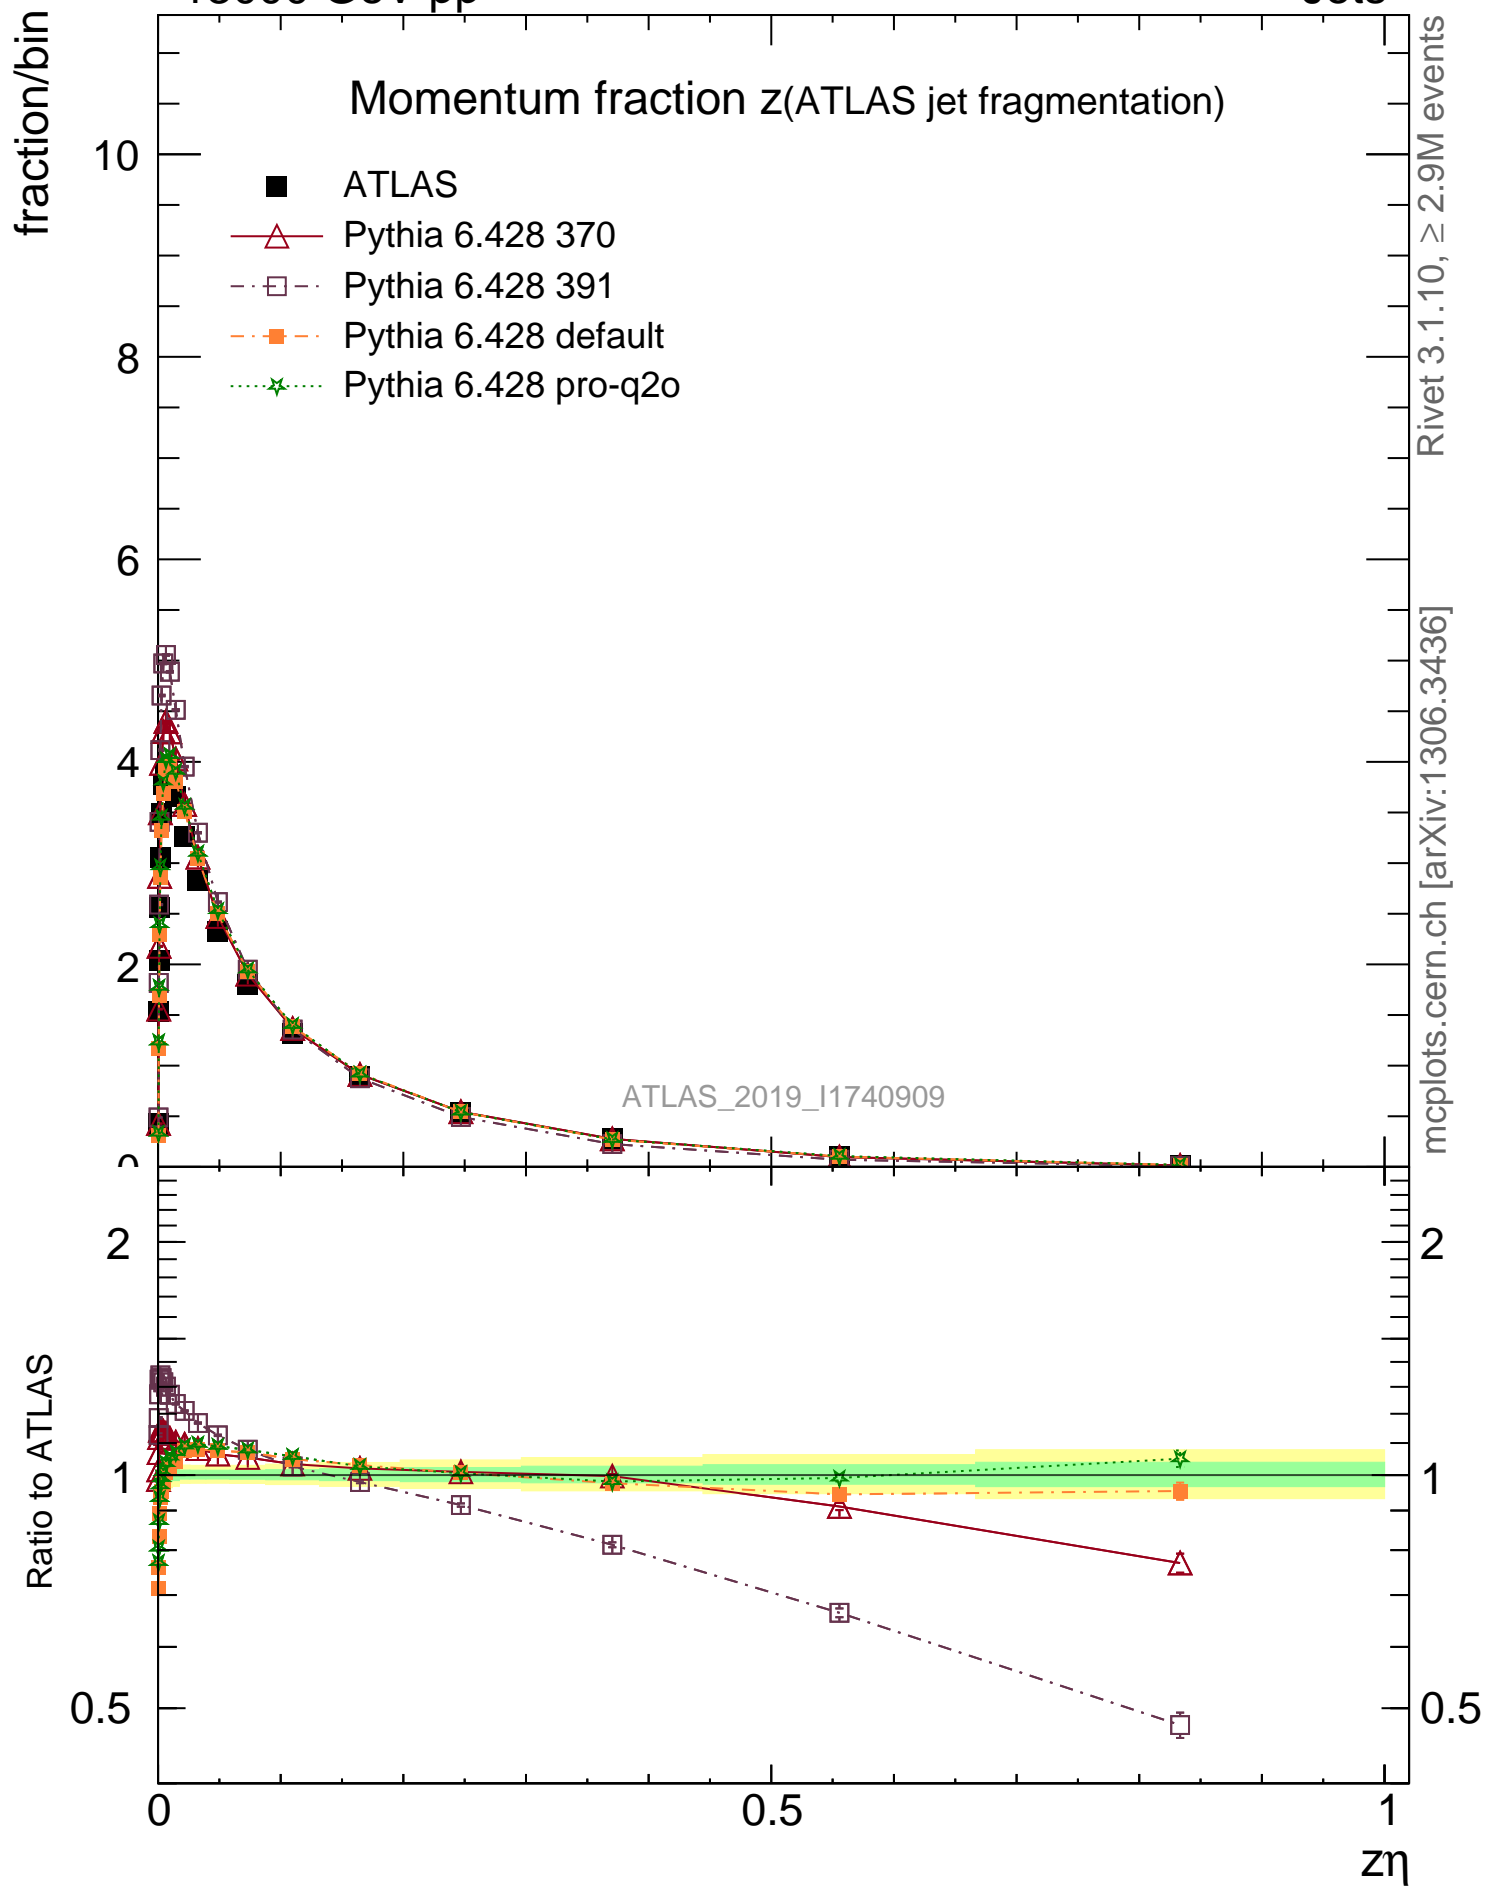 fraction/bin
Momentum fraction z(ATLAS jet fragmentation)
ATLAS
Pythia 6.428 370
Pythia 6.428 391
Pythia 6.428 default
Pythia 6.428 pro-q2o
10
8
6
4
2
0
ATLAS_2019_I1740909
Rivet 3.1.10, ≥ 2.9M events
mcplots.cern.ch [arXiv:1306.3436]
Ratio to ATLAS
2
1
0.5
2
1
0.5
0
0.5
1
zη